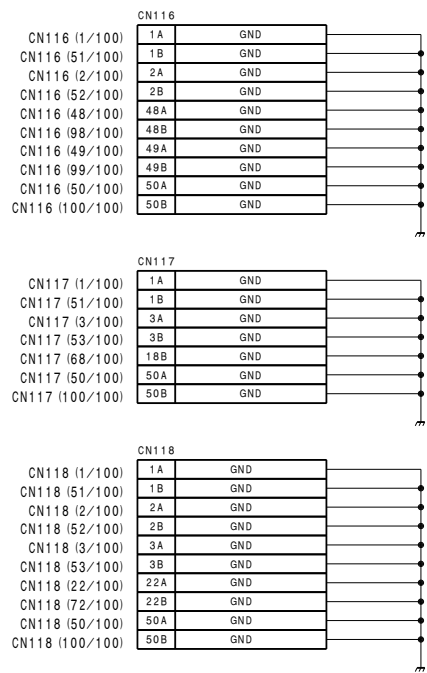 CN116
CN116 (1/100) 1A GND
CN116 (51/100) 1B GND
CN116 (2/100) 2A GND
CN116 (52/100) 2B GND
CN116 (48/100) 48A GND
CN116 (98/100) 48B GND
CN116 (49/100) 49A GND
CN116 (99/100) 49B GND
CN116 (50/100) 50A GND
CN116 (100/100) 50B GND
CN117
CN117 (1/100) 1A GND
CN117 (51/100) 1B GND
CN117 (3/100) 3A GND
CN117 (53/100) 3B GND
CN117 (68/100) 18B GND
CN117 (50/100) 50A GND
CN117 (100/100) 50B GND
CN118
CN118 (1/100) 1A GND
CN118 (51/100) 1B GND
CN118 (2/100) 2A GND
CN118 (52/100) 2B GND
CN118 (3/100) 3A GND
CN118 (53/100) 3B GND
CN118 (22/100) 22A GND
CN118 (72/100) 22B GND
CN118 (50/100) 50A GND
CN118 (100/100) 50B GND